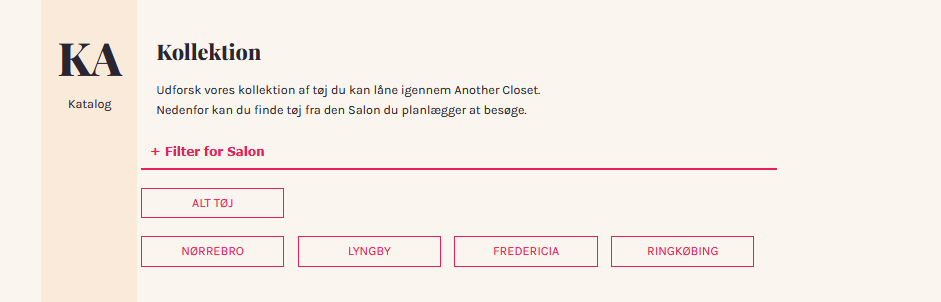 KA
Katalog
Kollektion
Udforsk vores kollektion af tøj du kan låne igennem Another Closet.
Nedenfor kan du finde tøj fra den Salon du planlægger at besøge.
+ Filter for Salon
ALT TØJ
NØRREBRO LYNGBY FREDERICIA RINGKØBING